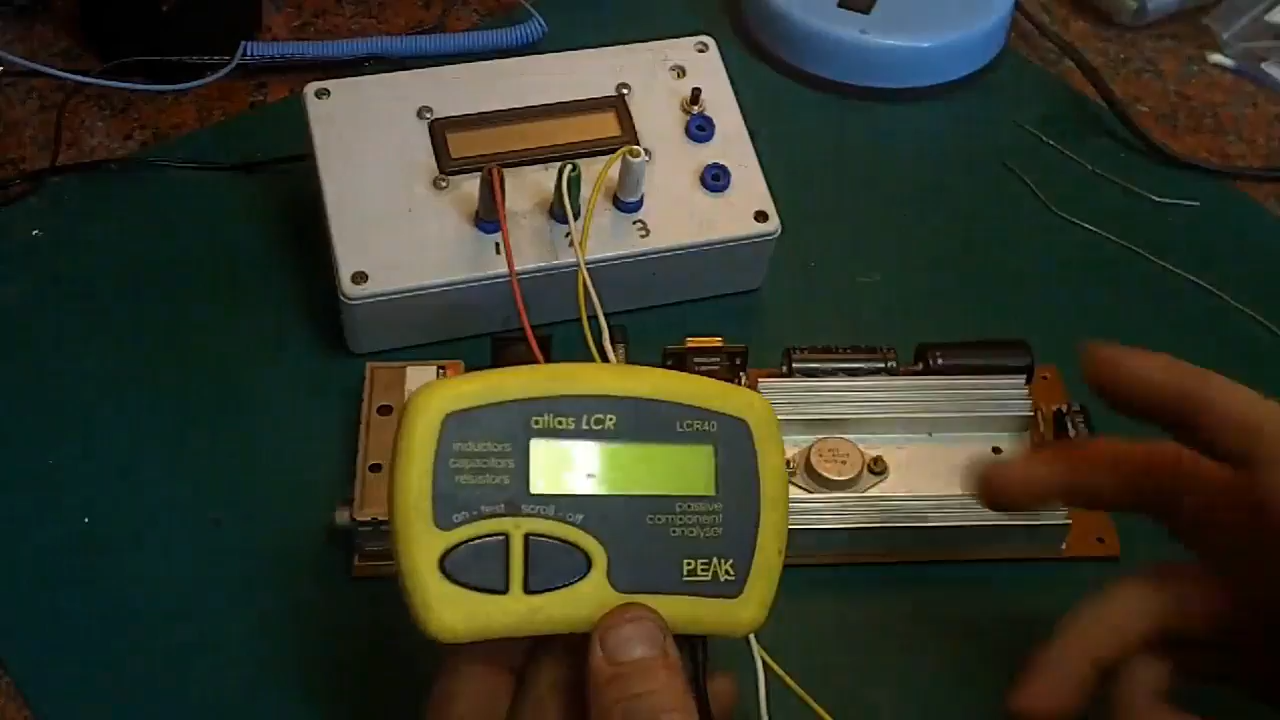 1 2 3
atlas LCR
LCR40
inductors
capacitors
resistors
on - test scroll - off
passive
component
analyser
PEAK